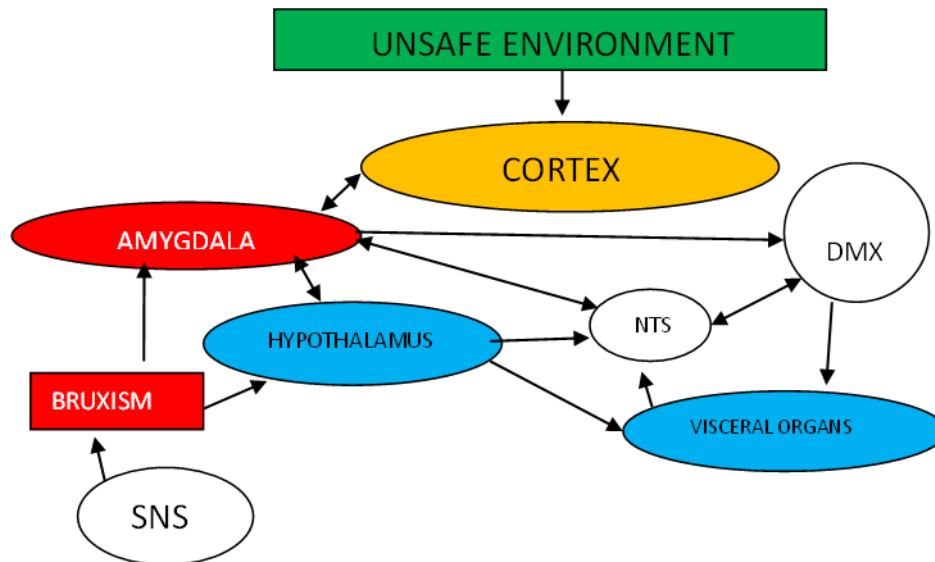 UNSAFE ENVIRONMENT
CORTEX
AMYGDALA
DMX
NTS
HYPOTHALAMUS
BRUXISM
VISCERAL ORGANS
SNS